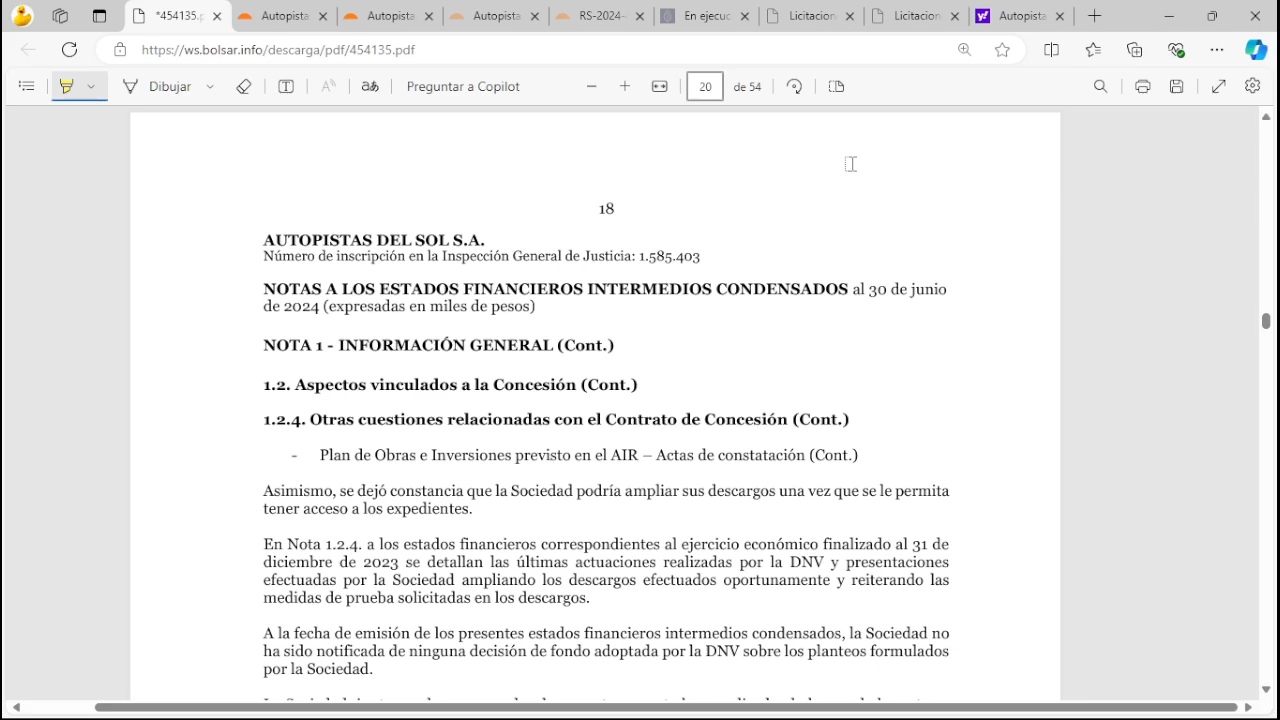 *454135.p
Autopista
Autopista
Autopista
RS-2024-
En ejecuc
Licitacion
Licitacion
Autopista
https://ws.bolsar.info/descarga/pdf/454135.pdf
Dibujar
Preguntar a Copilot
20 de 54
18
AUTOPISTAS DEL SOL S.A.
Número de inscripción en la Inspección General de Justicia: 1.585.403
NOTAS A LOS ESTADOS FINANCIEROS INTERMEDIOS CONDENSADOS al 30 de junio
de 2024 (expresadas en miles de pesos)
NOTA 1 - INFORMACIÓN GENERAL (Cont.)
1.2. Aspectos vinculados a la Concesión (Cont.)
1.2.4. Otras cuestiones relacionadas con el Contrato de Concesión (Cont.)
- Plan de Obras e Inversiones previsto en el AIR – Actas de constatación (Cont.)
Asimismo, se dejó constancia que la Sociedad podría ampliar sus descargos una vez que se le permita
tener acceso a los expedientes.
En Nota 1.2.4. a los estados financieros correspondientes al ejercicio económico finalizado al 31 de
diciembre de 2023 se detallan las últimas actuaciones realizadas por la DNV y presentaciones
efectuadas por la Sociedad ampliando los descargos efectuados oportunamente y reiterando las
medidas de prueba solicitadas en los descargos.
A la fecha de emisión de los presentes estados financieros intermedios condensados, la Sociedad no
ha sido notificada de ninguna decisión de fondo adoptada por la DNV sobre los planteos formulados
por la Sociedad.